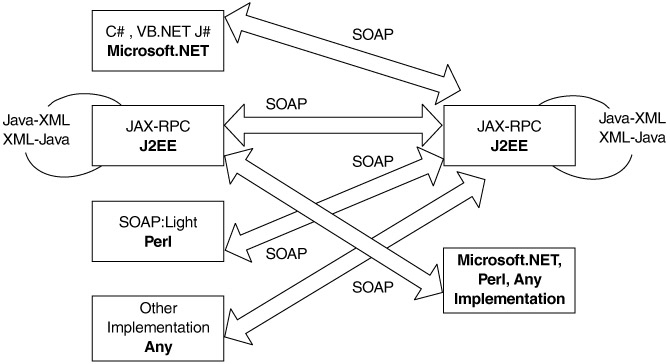 C# , VB.NET J#
Microsoft.NET
SOAP
SOAP
Java-XML
XML-Java
JAX-RPC
J2EE
JAX-RPC
J2EE
Java-XML
XML-Java
SOAP
SOAP:Light
Perl
SOAP
Microsoft.NET,
Perl, Any
Implementation
SOAP
Other
Implementation
Any